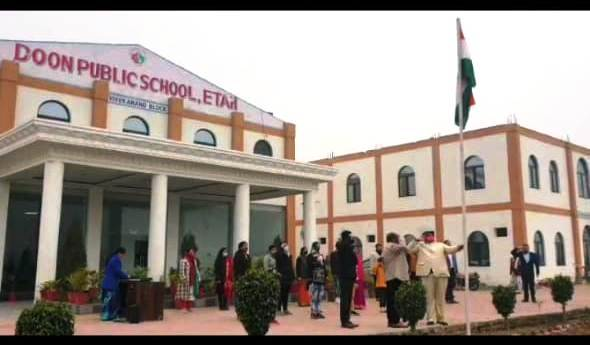 DOON PUBLIC SCHOOL, ETAH
VIVEKANAND BLOCK